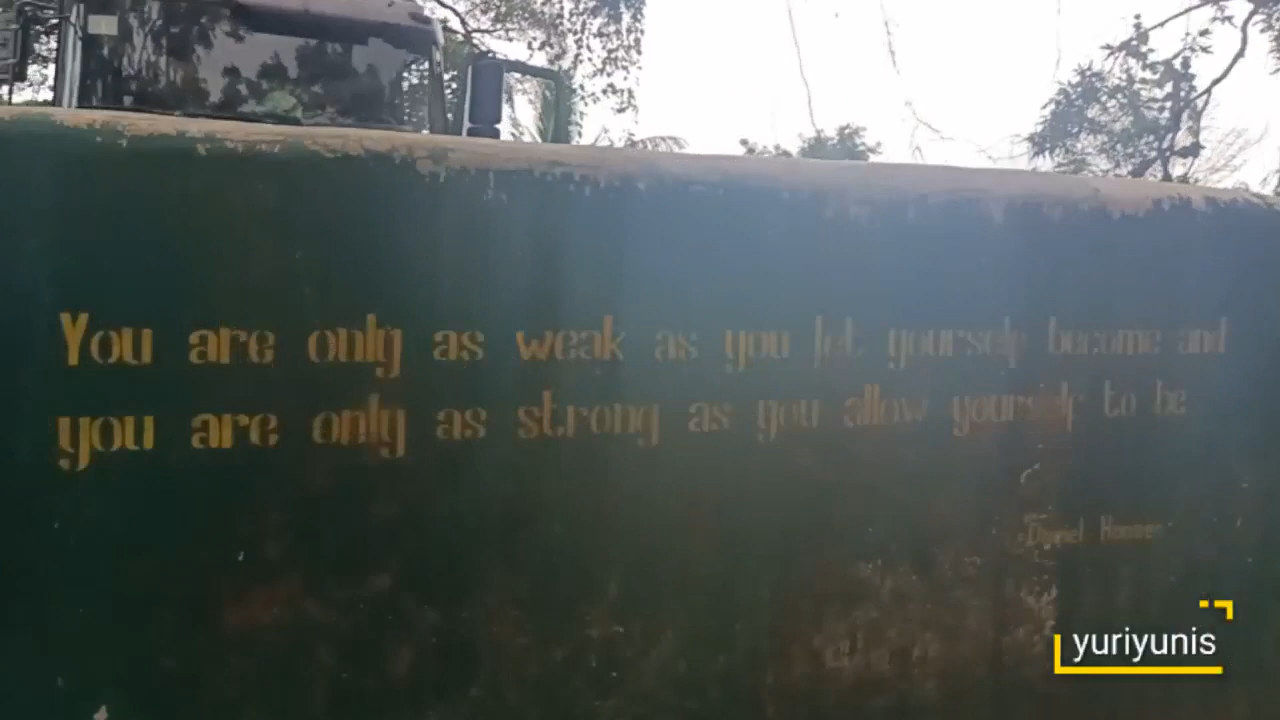 You are only as weak as you let yourself become and
you are only as strong as you allow yourself to be
yuriyunis